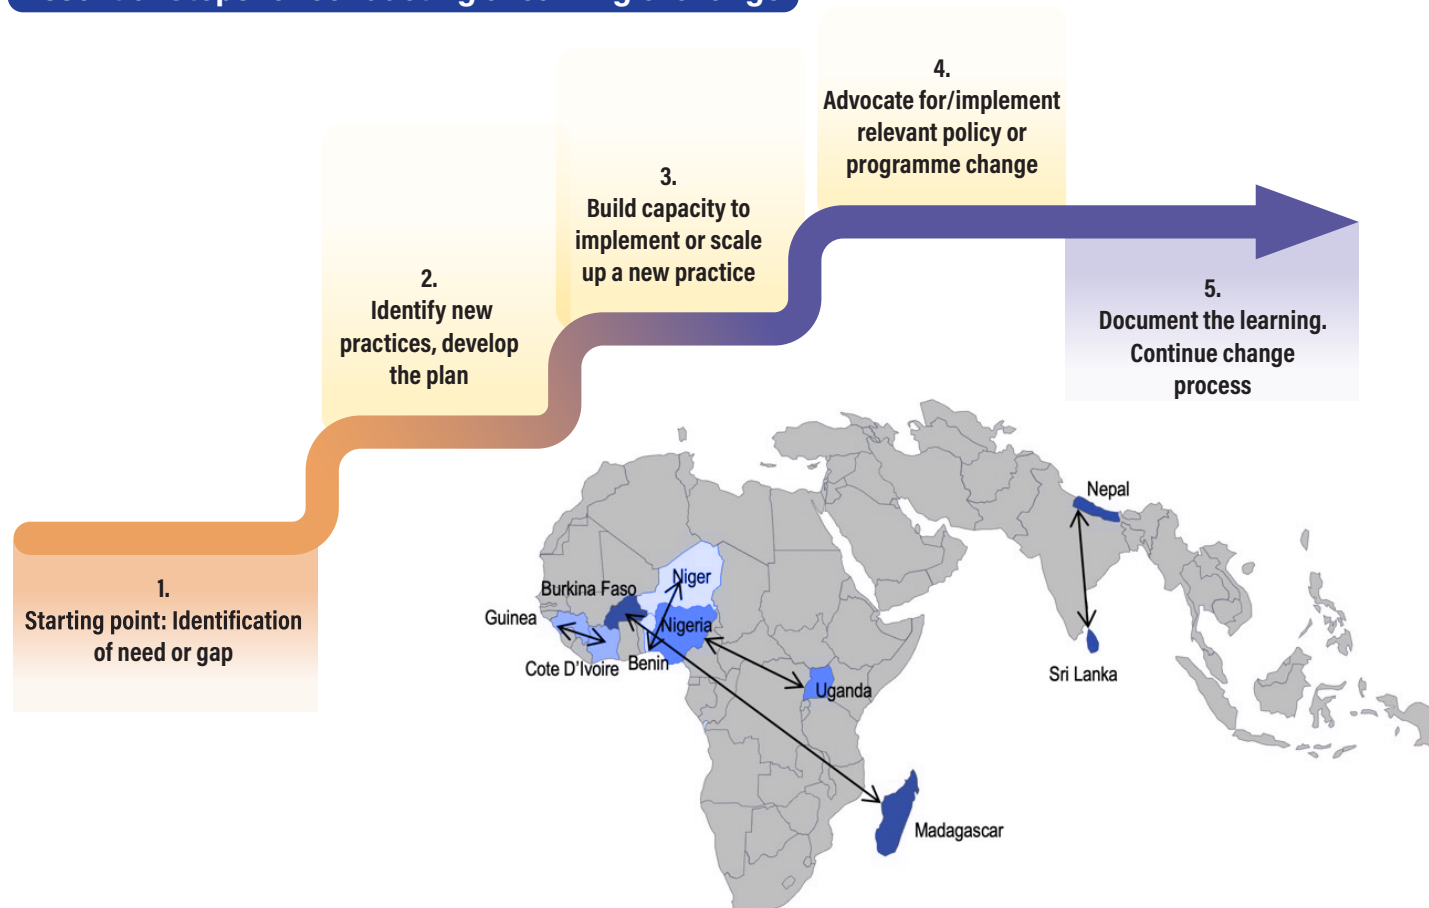 1.
Starting point: Identification
of need or gap
2.
Identify new
practices, develop
the plan
3.
Build capacity to
implement or scale
up a new practice
4.
Advocate for/implement
relevant policy or
programme change
5.
Document the learning.
Continue change
process
Nepal
Niger
Burkina Faso
Guinea
Nigeria
Cote D'Ivoire
Benin
Uganda
Sri Lanka
Madagascar